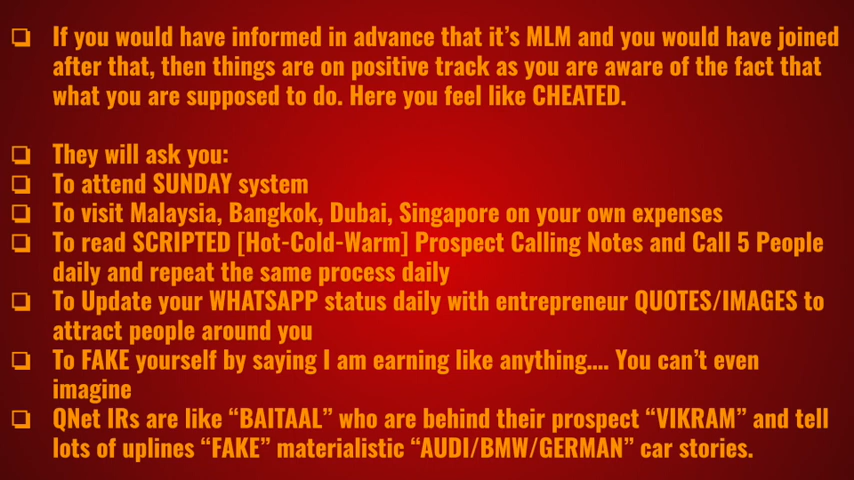 If you would have informed in advance that it's MLM and you would have joined
after that, then things are on positive track as you are aware of the fact that
what you are supposed to do. Here you feel like CHEATED.
They will ask you:
To attend SUNDAY system
To visit Malaysia, Bangkok, Dubai, Singapore on your own expenses
To read SCRIPTED [Hot-Cold-Warm] Prospect Calling Notes and Call 5 People
daily and repeat the same process daily
To Update your WHATSAPP status daily with entrepreneur QUOTES/IMAGES to
attract people around you
To FAKE yourself by saying I am earning like anything.... You can't even
imagine
QNet IRs are like “BAITAAL” who are behind their prospect “VIKRAM” and tell
lots of uplines “FAKE” materialistic “AUDI/BMW/GERMAN” car stories.